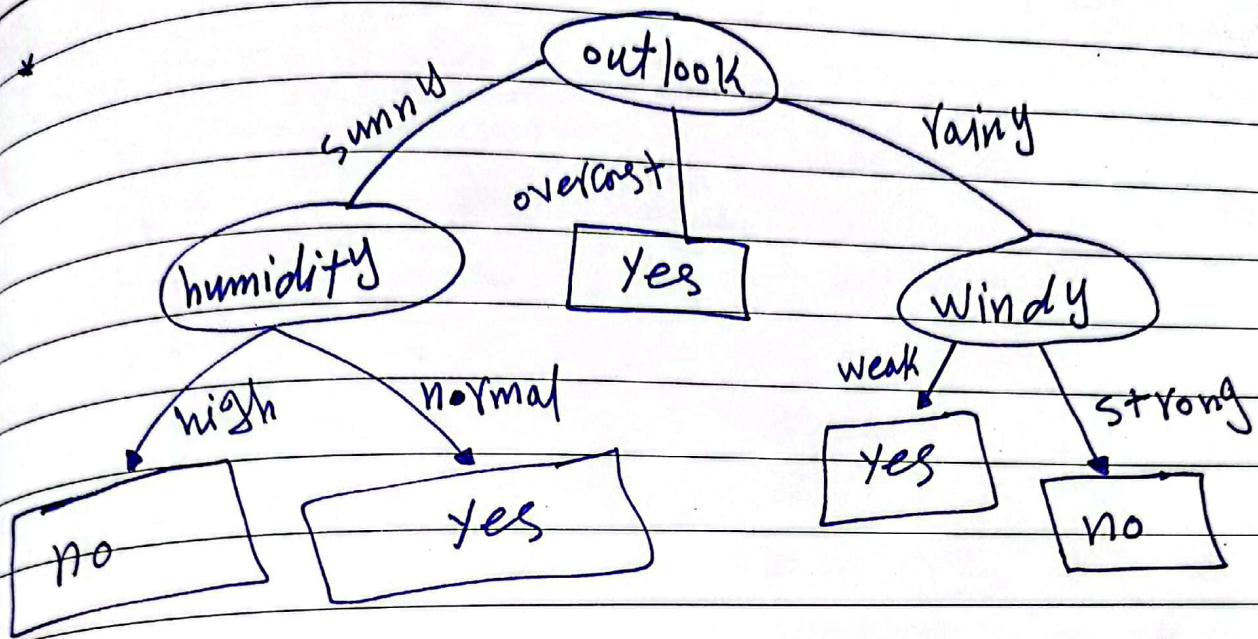 *
outlook
sunny
overcast
rainy
humidity
yes
windy
high
normal
weak
strong
no
yes
yes
no